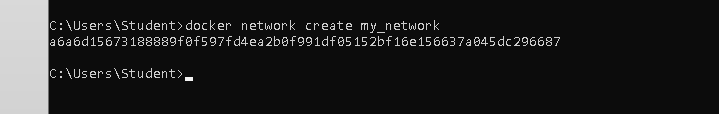 C:\Users\Student>docker network create my_network
a6a6d15673188889f0f597fd4ea2b0f991df05152bf16e156637a045dc296687
C:\Users\Student>